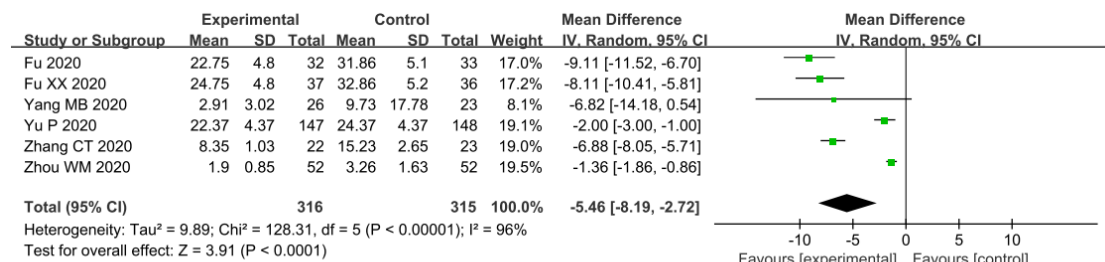 Experimental Control Mean Difference Mean Difference
Study or Subgroup Mean SD Total Mean SD Total Weight IV, Random, 95% CI IV, Random, 95% CI
Fu 2020 22.75 4.8 32 31.86 5.1 33 17.0% -9.11 [-11.52, -6.70]
Fu XX 2020 24.75 4.8 37 32.86 5.2 36 17.2% -8.11 [-10.41, -5.81]
Yang MB 2020 2.91 3.02 26 9.73 17.78 23 8.1% -6.82 [-14.18, 0.54]
Yu P 2020 22.37 4.37 147 24.37 4.37 148 19.1% -2.00 [-3.00, -1.00]
Zhang CT 2020 8.35 1.03 22 15.23 2.65 23 19.0% -6.88 [-8.05, -5.71]
Zhou WM 2020 1.9 0.85 52 3.26 1.63 52 19.5% -1.36 [-1.86, -0.86]
Total (95% CI) 316 315 100.0% -5.46 [-8.19, -2.72]
Heterogeneity: Tau² = 9.89; Chi² = 128.31, df = 5 (P < 0.00001); I² = 96%
Test for overall effect: Z = 3.91 (P < 0.0001)
-10 -5 0 5 10
Favours [experimental] Favours [control]